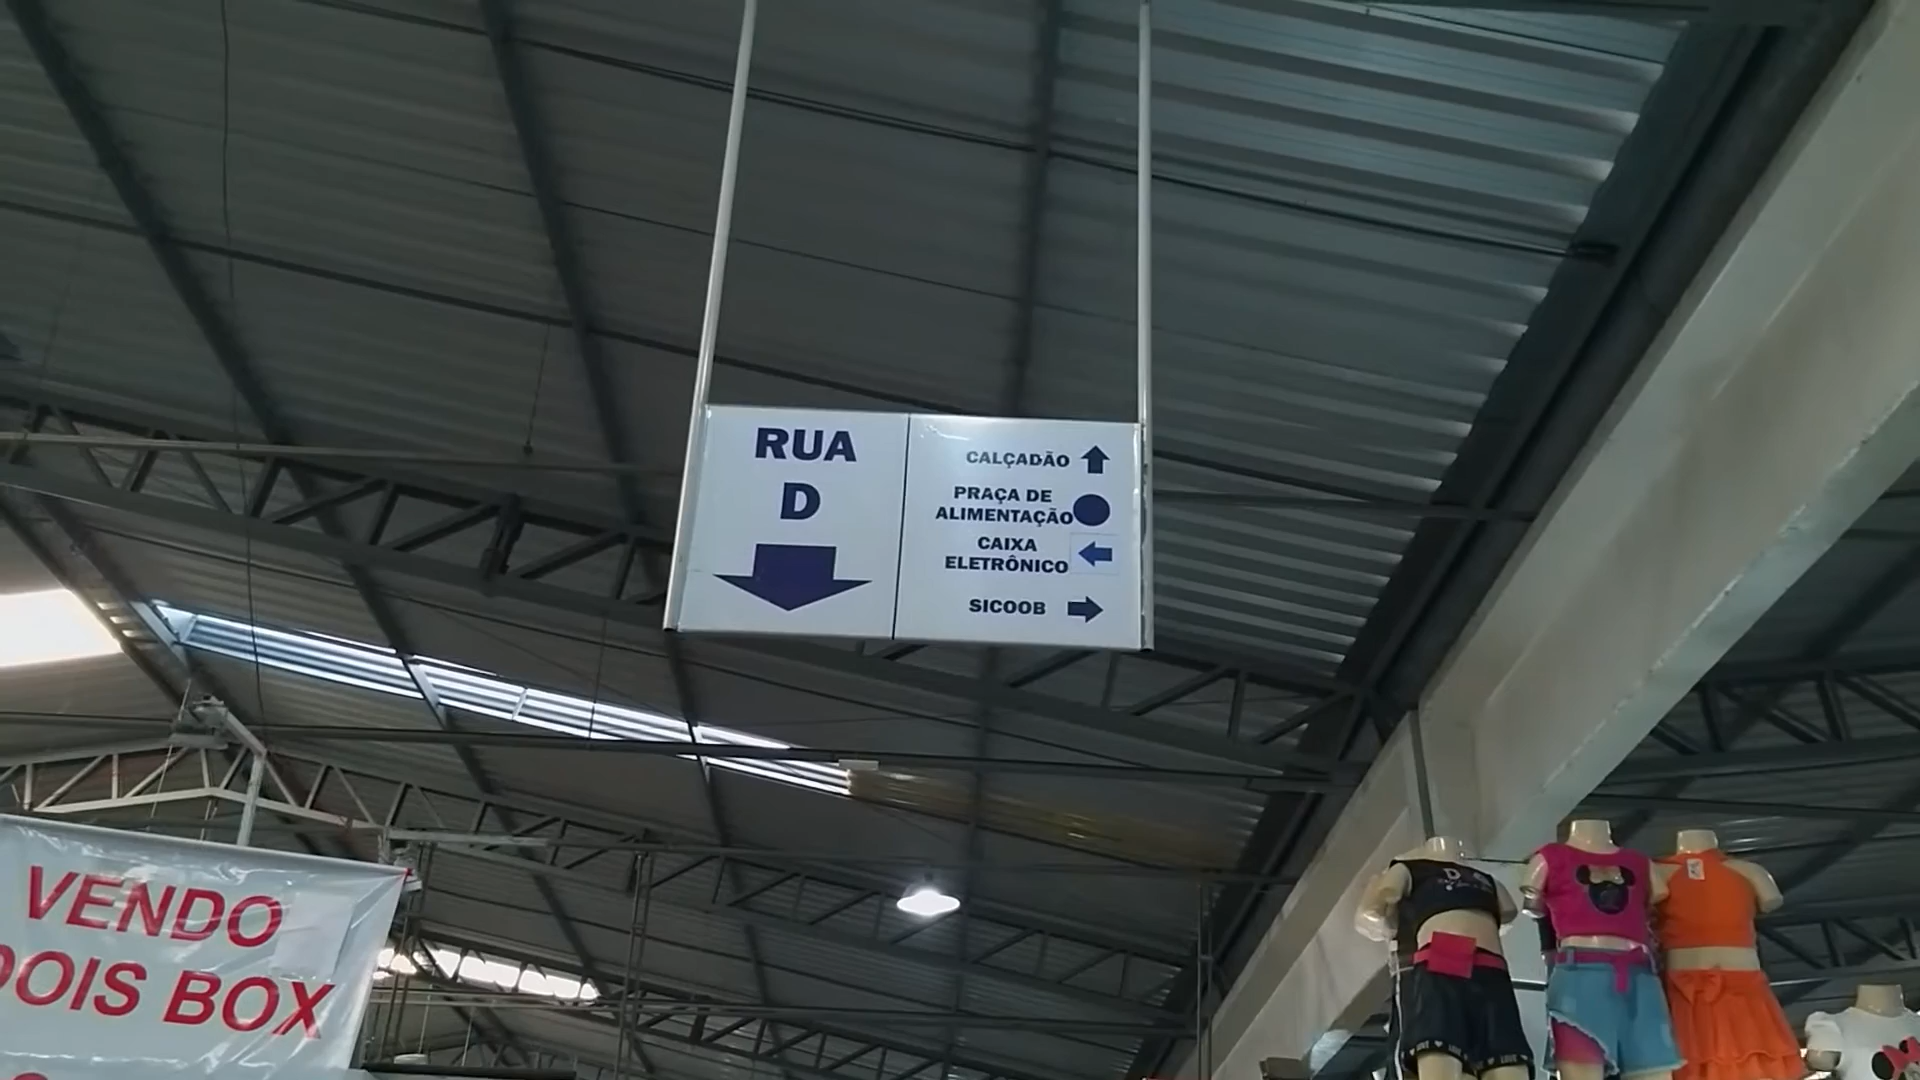 RUA
D
CALÇADÃO
PRAÇA DE
ALIMENTAÇÃO
CAIXA
ELETRÔNICO
SICOOB
VENDO
DOIS BOX